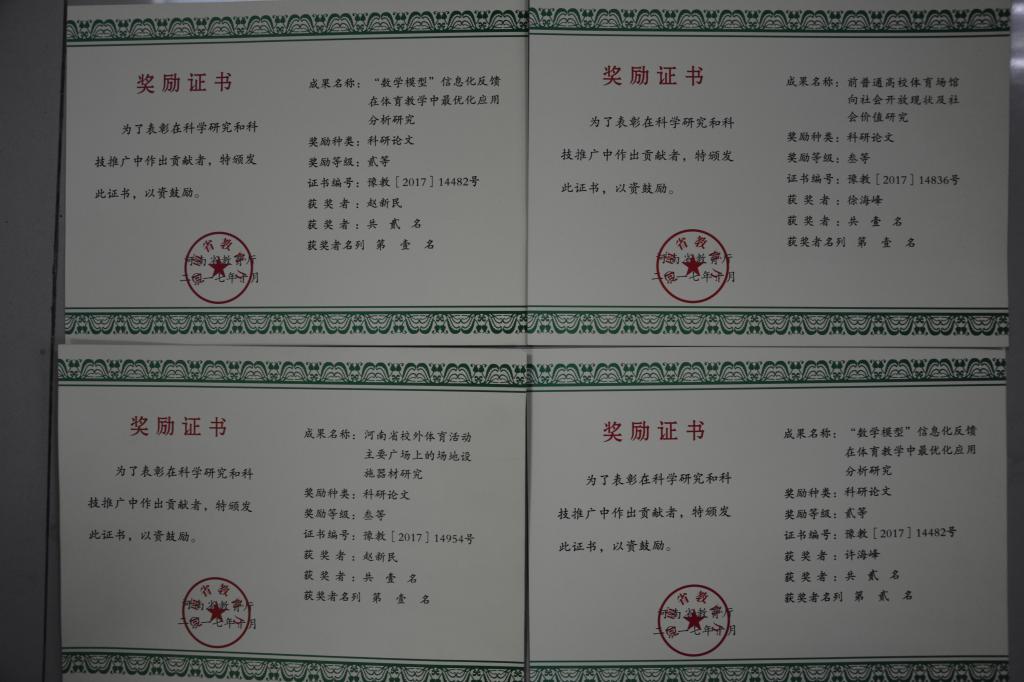 奖励证书
为了表彰在科学研究和科
技推广中作出贡献者，特颁发
此证书，以资鼓励。
河南省教育厅
二〇一七年十月
成果名称：“数学模型”信息化反馈
在体育教学中最优化应用
分析研究
奖励种类：科研论文
奖励等级：贰等
证书编号：豫教［2017］14482号
获奖者：赵新民
获奖者：共 贰 名
获奖者名列 第 壹 名
奖励证书
为了表彰在科学研究和科
技推广中作出贡献者，特颁发
此证书，以资鼓励。
河南省教育厅
二〇一七年十月
成果名称：前普通高校体育场馆
向社会开放现状及社
会价值研究
奖励种类：科研论文
奖励等级：叁等
证书编号：豫教［2017］14836号
获奖者：徐海峰
获奖者：共 壹 名
获奖者名列 第 壹 名
奖励证书
为了表彰在科学研究和科
技推广中作出贡献者，特颁发
此证书，以资鼓励。
河南省教育厅
二〇一七年十月
成果名称：河南省校外体育活动
主要广场上的场地设
施器材研究
奖励种类：科研论文
奖励等级：叁等
证书编号：豫教［2017］14954号
获奖者：赵新民
获奖者：共 壹 名
获奖者名列 第 壹 名
奖励证书
为了表彰在科学研究和科
技推广中作出贡献者，特颁发
此证书，以资鼓励。
河南省教育厅
二〇一七年十月
成果名称：“数学模型”信息化反馈
在体育教学中最优化应用
分析研究
奖励种类：科研论文
奖励等级：贰等
证书编号：豫教［2017］14482号
获奖者：许海峰
获奖者：共 贰 名
获奖者名列 第 贰 名